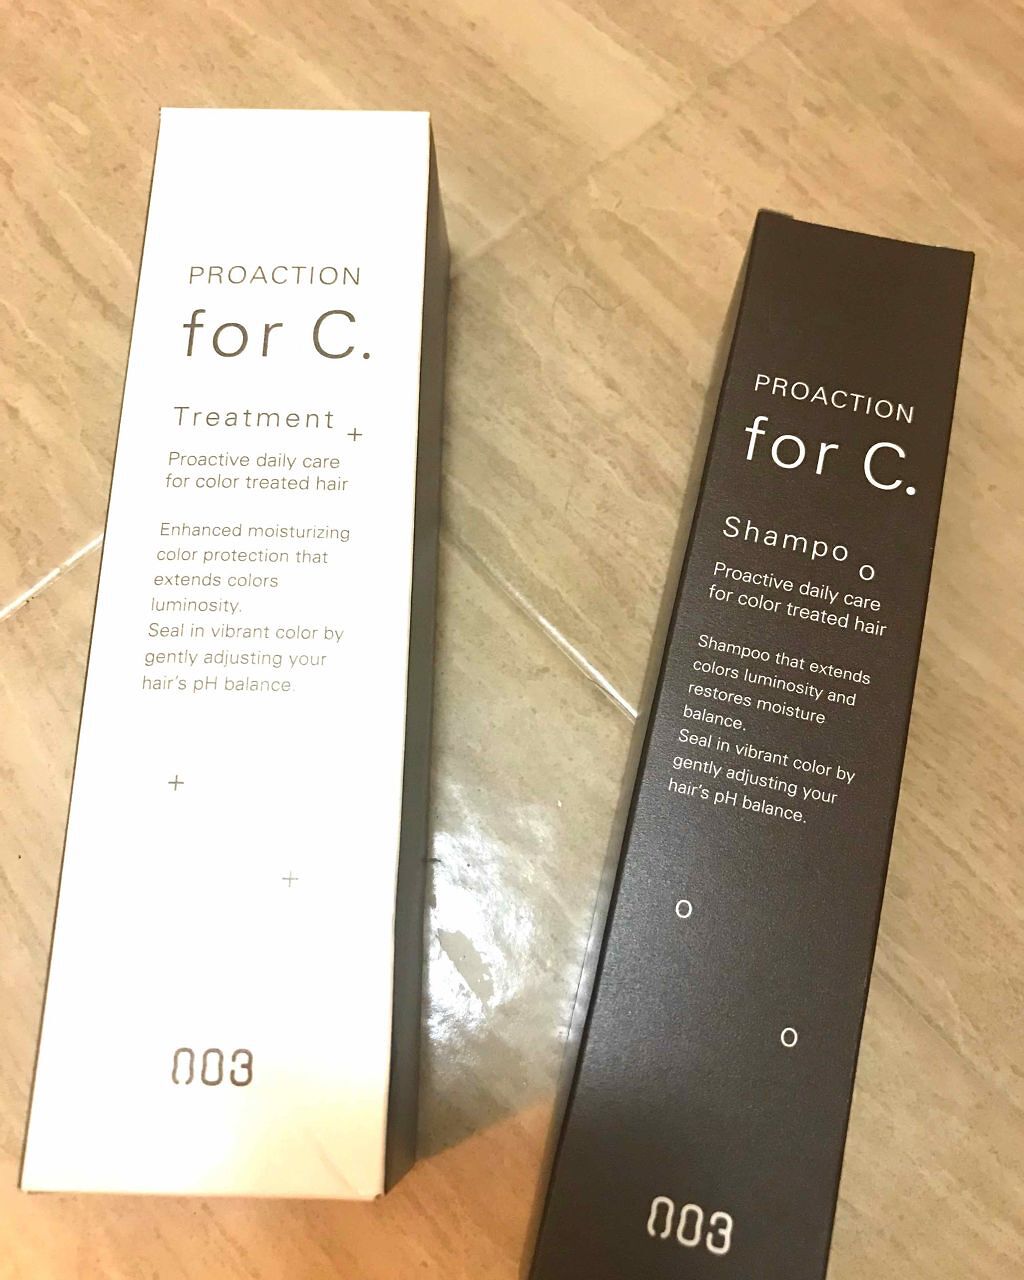 PROACTION
for C.
Treatment +
Proactive daily care
for color treated hair
Enhanced moisturizing
color protection that
extends colors
luminosity.
Seal in vibrant color by
gently adjusting your
hair's pH balance.
+
+
003
PROACTION
for C.
Shampoo
Proactive daily care
for color treated hair
Shampoo that extends
colors luminosity and
restores moisture
balance.
Seal in vibrant color by
gently adjusting your
hair's pH balance.
o
o
003